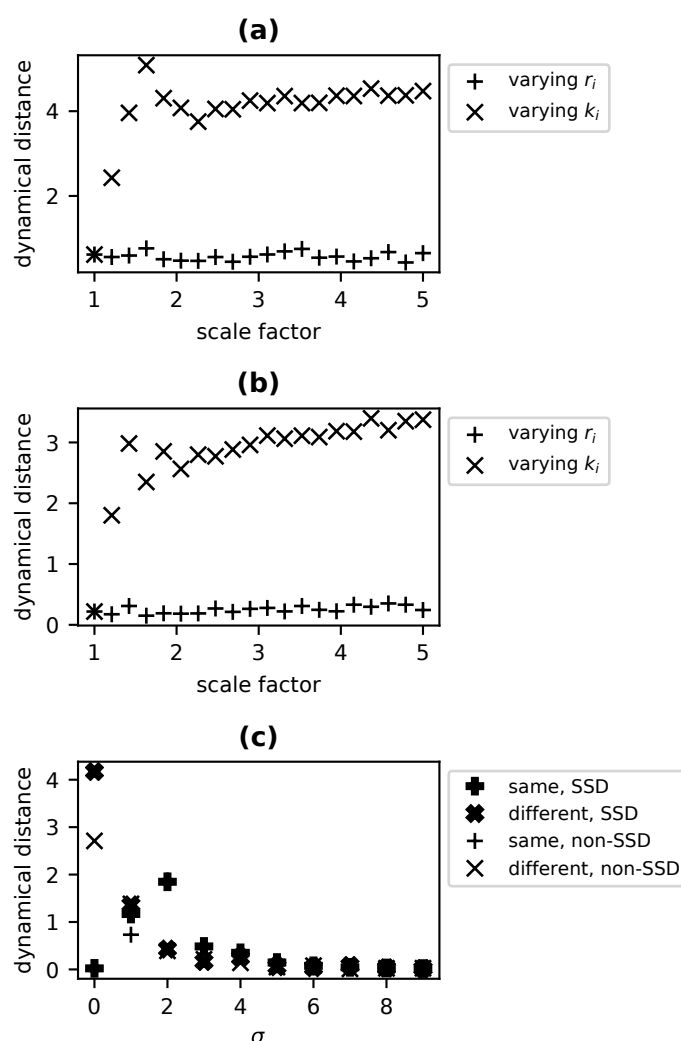 (a)
dynamical distance
4
2
1 2 3 4 5
scale factor
varying r_i
varying k_i
(b)
dynamical distance
3
2
1
0
1 2 3 4 5
scale factor
varying r_i
varying k_i
(c)
dynamical distance
4
3
2
1
0
0 2 4 6 8
σ
same, SSD
different, SSD
same, non-SSD
different, non-SSD